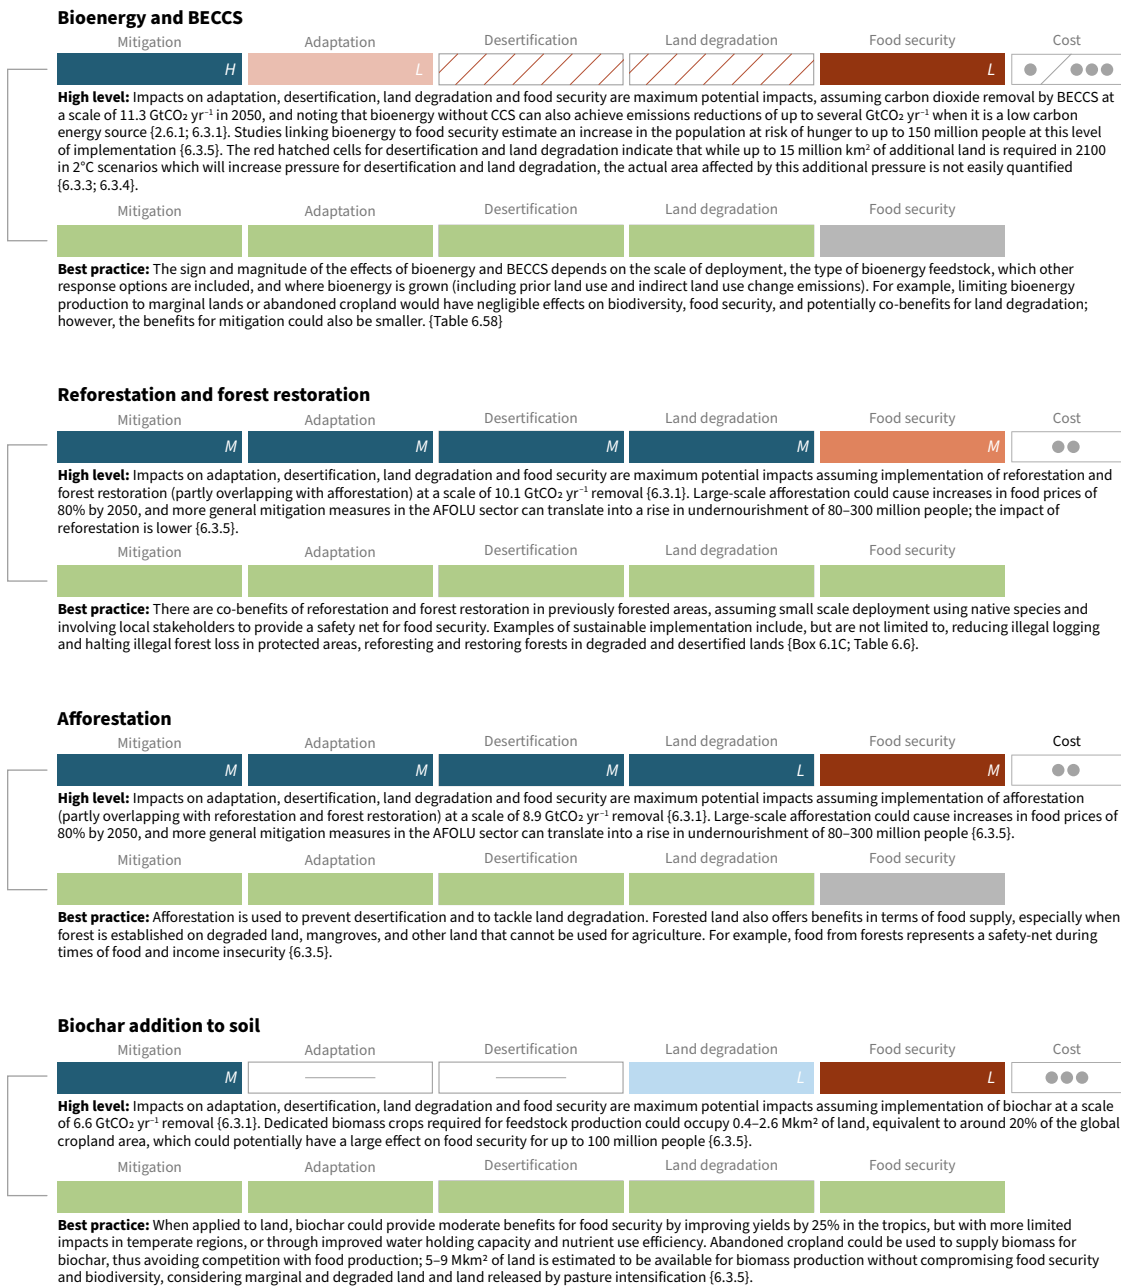 Bioenergy and BECCS
Mitigation Adaptation Desertification Land degradation Food security Cost
H L L
High level: Impacts on adaptation, desertification, land degradation and food security are maximum potential impacts, assuming carbon dioxide removal by BECCS at
a scale of 11.3 GtCO₂ yr⁻¹ in 2050, and noting that bioenergy without CCS can also achieve emissions reductions of up to several GtCO₂ yr⁻¹ when it is a low carbon
energy source {2.6.1; 6.3.1}. Studies linking bioenergy to food security estimate an increase in the population at risk of hunger to up to 150 million people at this level
of implementation {6.3.5}. The red hatched cells for desertification and land degradation indicate that while up to 15 million km² of additional land is required in 2100
in 2°C scenarios which will increase pressure for desertification and land degradation, the actual area affected by this additional pressure is not easily quantified
{6.3.3; 6.3.4}.
Mitigation Adaptation Desertification Land degradation Food security
Best practice: The sign and magnitude of the effects of bioenergy and BECCS depends on the scale of deployment, the type of bioenergy feedstock, which other
response options are included, and where bioenergy is grown (including prior land use and indirect land use change emissions). For example, limiting bioenergy
production to marginal lands or abandoned cropland would have negligible effects on biodiversity, food security, and potentially co-benefits for land degradation;
however, the benefits for mitigation could also be smaller. {Table 6.58}
Reforestation and forest restoration
Mitigation Adaptation Desertification Land degradation Food security Cost
M M M M M
High level: Impacts on adaptation, desertification, land degradation and food security are maximum potential impacts assuming implementation of reforestation and
forest restoration (partly overlapping with afforestation) at a scale of 10.1 GtCO₂ yr⁻¹ removal {6.3.1}. Large-scale afforestation could cause increases in food prices of
80% by 2050, and more general mitigation measures in the AFOLU sector can translate into a rise in undernourishment of 80–300 million people; the impact of
reforestation is lower {6.3.5}.
Mitigation Adaptation Desertification Land degradation Food security
Best practice: There are co-benefits of reforestation and forest restoration in previously forested areas, assuming small scale deployment using native species and
involving local stakeholders to provide a safety net for food security. Examples of sustainable implementation include, but are not limited to, reducing illegal logging
and halting illegal forest loss in protected areas, reforesting and restoring forests in degraded and desertified lands {Box 6.1C; Table 6.6}.
Afforestation
Mitigation Adaptation Desertification Land degradation Food security Cost
M M M L M
High level: Impacts on adaptation, desertification, land degradation and food security are maximum potential impacts assuming implementation of afforestation
(partly overlapping with reforestation and forest restoration) at a scale of 8.9 GtCO₂ yr⁻¹ removal {6.3.1}. Large-scale afforestation could cause increases in food prices of
80% by 2050, and more general mitigation measures in the AFOLU sector can translate into a rise in undernourishment of 80–300 million people {6.3.5}.
Mitigation Adaptation Desertification Land degradation Food security
Best practice: Afforestation is used to prevent desertification and to tackle land degradation. Forested land also offers benefits in terms of food supply, especially when
forest is established on degraded land, mangroves, and other land that cannot be used for agriculture. For example, food from forests represents a safety-net during
times of food and income insecurity {6.3.5}.
Biochar addition to soil
Mitigation Adaptation Desertification Land degradation Food security Cost
M L L
High level: Impacts on adaptation, desertification, land degradation and food security are maximum potential impacts assuming implementation of biochar at a scale
of 6.6 GtCO₂ yr⁻¹ removal {6.3.1}. Dedicated biomass crops required for feedstock production could occupy 0.4–2.6 Mkm² of land, equivalent to around 20% of the global
cropland area, which could potentially have a large effect on food security for up to 100 million people {6.3.5}.
Mitigation Adaptation Desertification Land degradation Food security
Best practice: When applied to land, biochar could provide moderate benefits for food security by improving yields by 25% in the tropics, but with more limited
impacts in temperate regions, or through improved water holding capacity and nutrient use efficiency. Abandoned cropland could be used to supply biomass for
biochar, thus avoiding competition with food production; 5–9 Mkm² of land is estimated to be available for biomass production without compromising food security
and biodiversity, considering marginal and degraded land and land released by pasture intensification {6.3.5}.